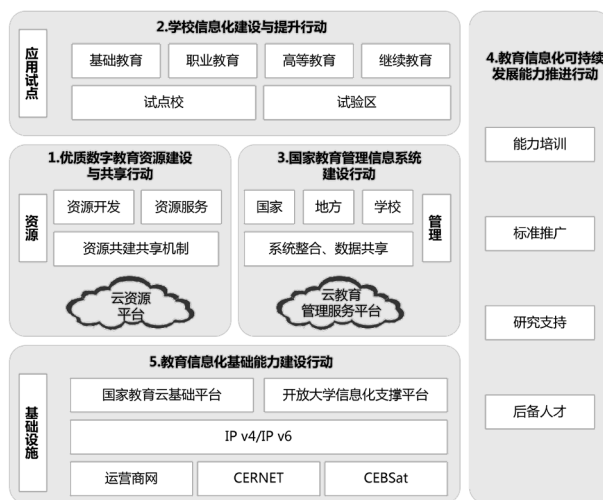 2.学校信息化建设与提升行动
应用试点
基础教育
职业教育
高等教育
继续教育
试点校
试验区
1.优质数字教育资源建设
与共享行动
资源
资源开发
资源服务
资源共建共享机制
云资源
平台
3.国家教育管理信息系统
建设行动
国家
地方
学校
管理
系统整合、数据共享
云教育
管理服务平台
5.教育信息化基础能力建设行动
基础设施
国家教育云基础平台
开放大学信息化支撑平台
IP v4/IP v6
运营商网
CERNET
CEBSat
4.教育信息化可持续
发展能力推进行动
能力培训
标准推广
研究支持
后备人才